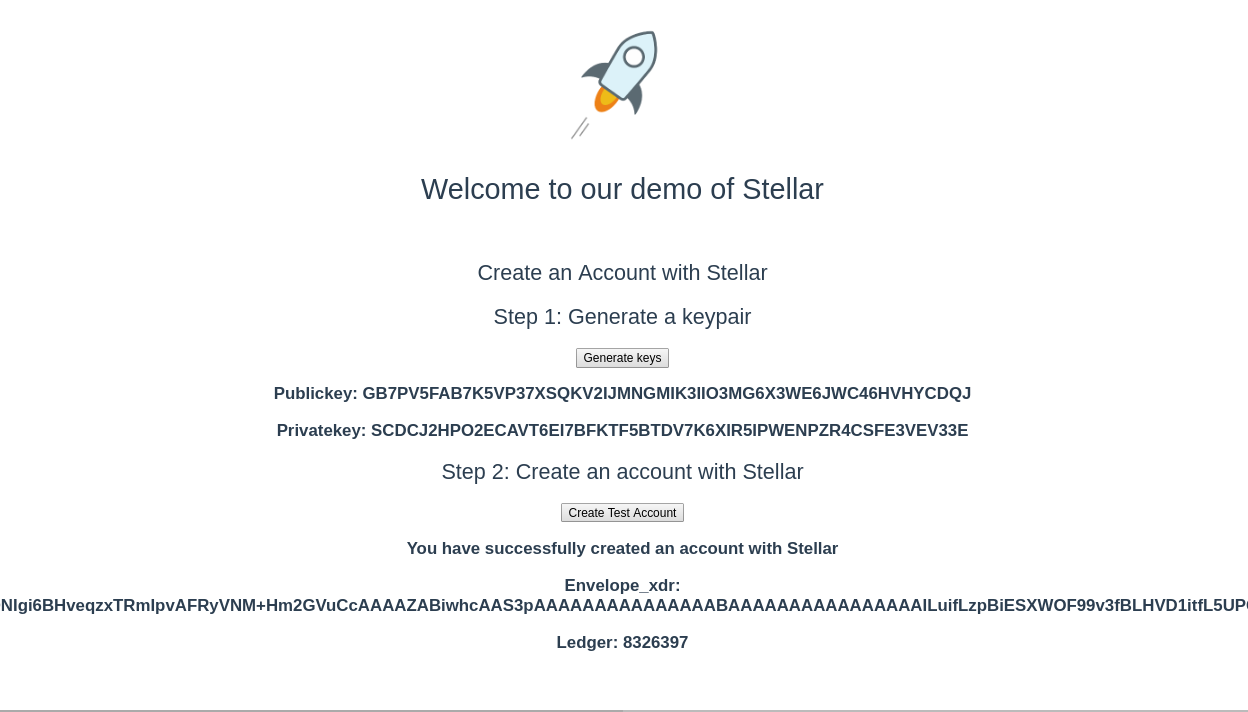 Welcome to our demo of Stellar
Create an Account with Stellar
Step 1: Generate a keypair
Generate keys
Publickey: GB7PV5FAB7K5VP37XSQKV2IJMNGMIK3IIO3MG6X3WE6JWC46HVHYCDQJ
Privatekey: SCDCJ2HPO2ECAVT6EI7BFKTF5BTDV7K6XIR5IPWENPZR4CSFE3VEV33E
Step 2: Create an account with Stellar
Create Test Account
You have successfully created an account with Stellar
Envelope_xdr:
NIgi6BHveqzxTRmIpvAFRyVNM+Hm2GVuCcAAAAZABiwhcAAS3pAAAAAAAAAAAAAAABAAAAAAAAAAAAAAAAILuifLzpBiESXWOF99v3fBLHVD1itfL5UP
Ledger: 8326397